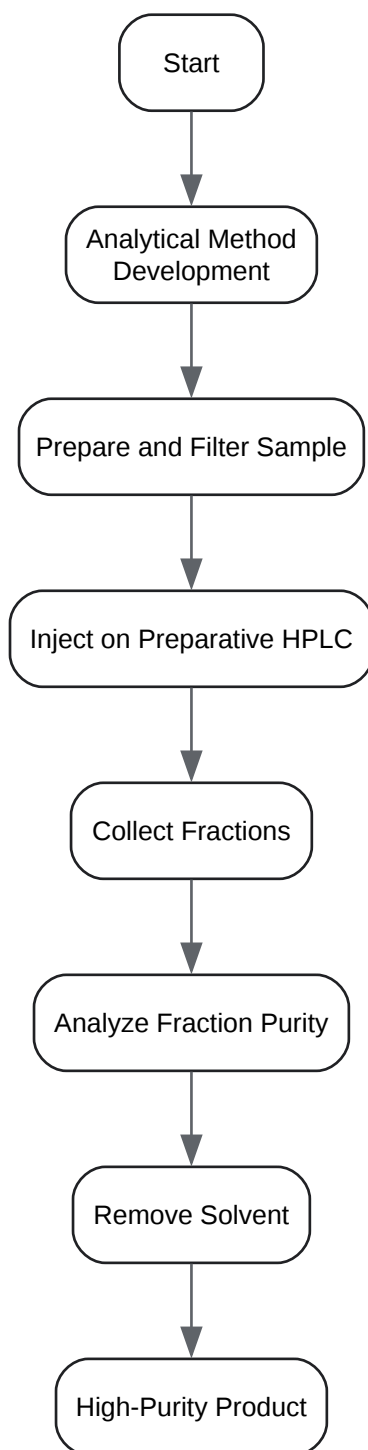 Start
Analytical Method
Development
Prepare and Filter Sample
Inject on Preparative HPLC
Collect Fractions
Analyze Fraction Purity
Remove Solvent
High-Purity Product